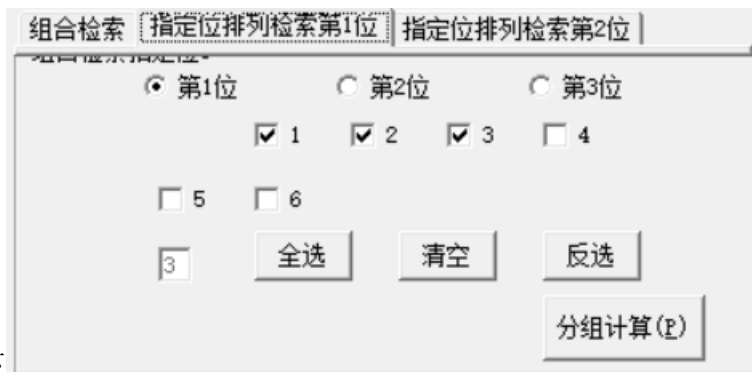 组合检索 指定位排列检索第1位 指定位排列检索第2位
第1位 第2位 第3位
1 2 3 4
5 6
3 全选 清空 反选
分组计算(P)